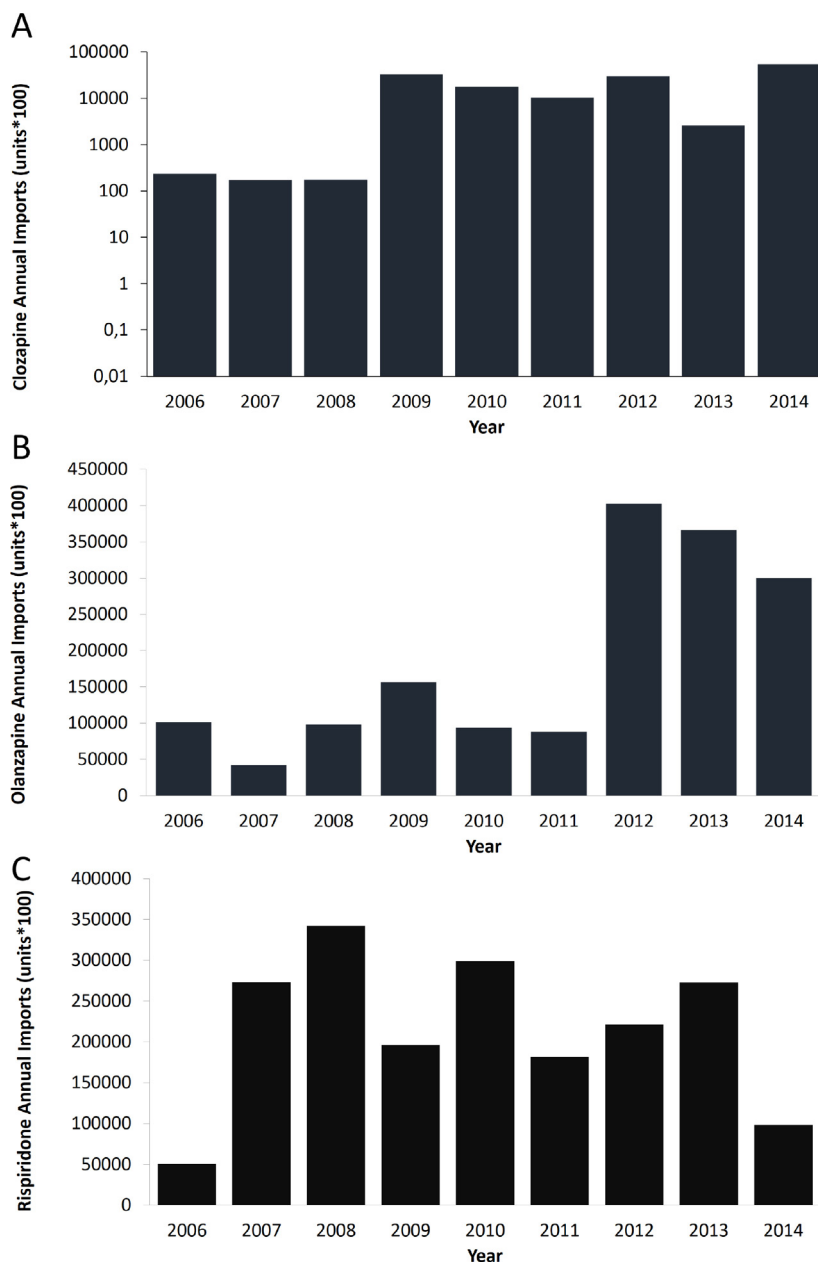 A
Clozapine Annual Imports (units*100)
100000
10000
1000
100
10
1
0,1
0,01
2006 2007 2008 2009 2010 2011 2012 2013 2014
Year
B
Olanzapine Annual Imports (units*100)
450000
400000
350000
300000
250000
200000
150000
100000
50000
0
2006 2007 2008 2009 2010 2011 2012 2013 2014
Year
C
Rispiridone Annual Imports (units*100)
400000
350000
300000
250000
200000
150000
100000
50000
0
2006 2007 2008 2009 2010 2011 2012 2013 2014
Year